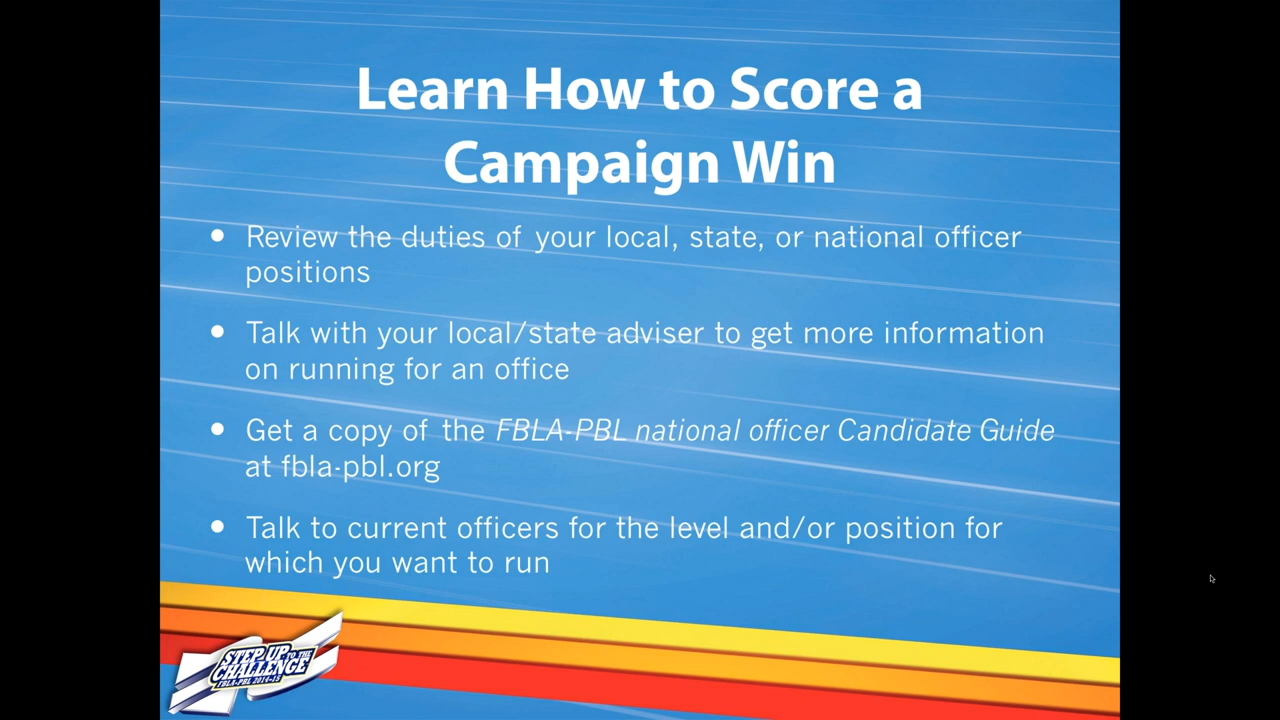 Learn How to Score a
Campaign Win
• Review the duties of your local, state, or national officer
positions
• Talk with your local/state adviser to get more information
on running for an office
• Get a copy of the FBLA-PBL national officer Candidate Guide
at fbla-pbl.org
• Talk to current officers for the level and/or position for
which you want to run
STEP UP TO THE
CHALLENGE
FBLA-PBL 2014-15